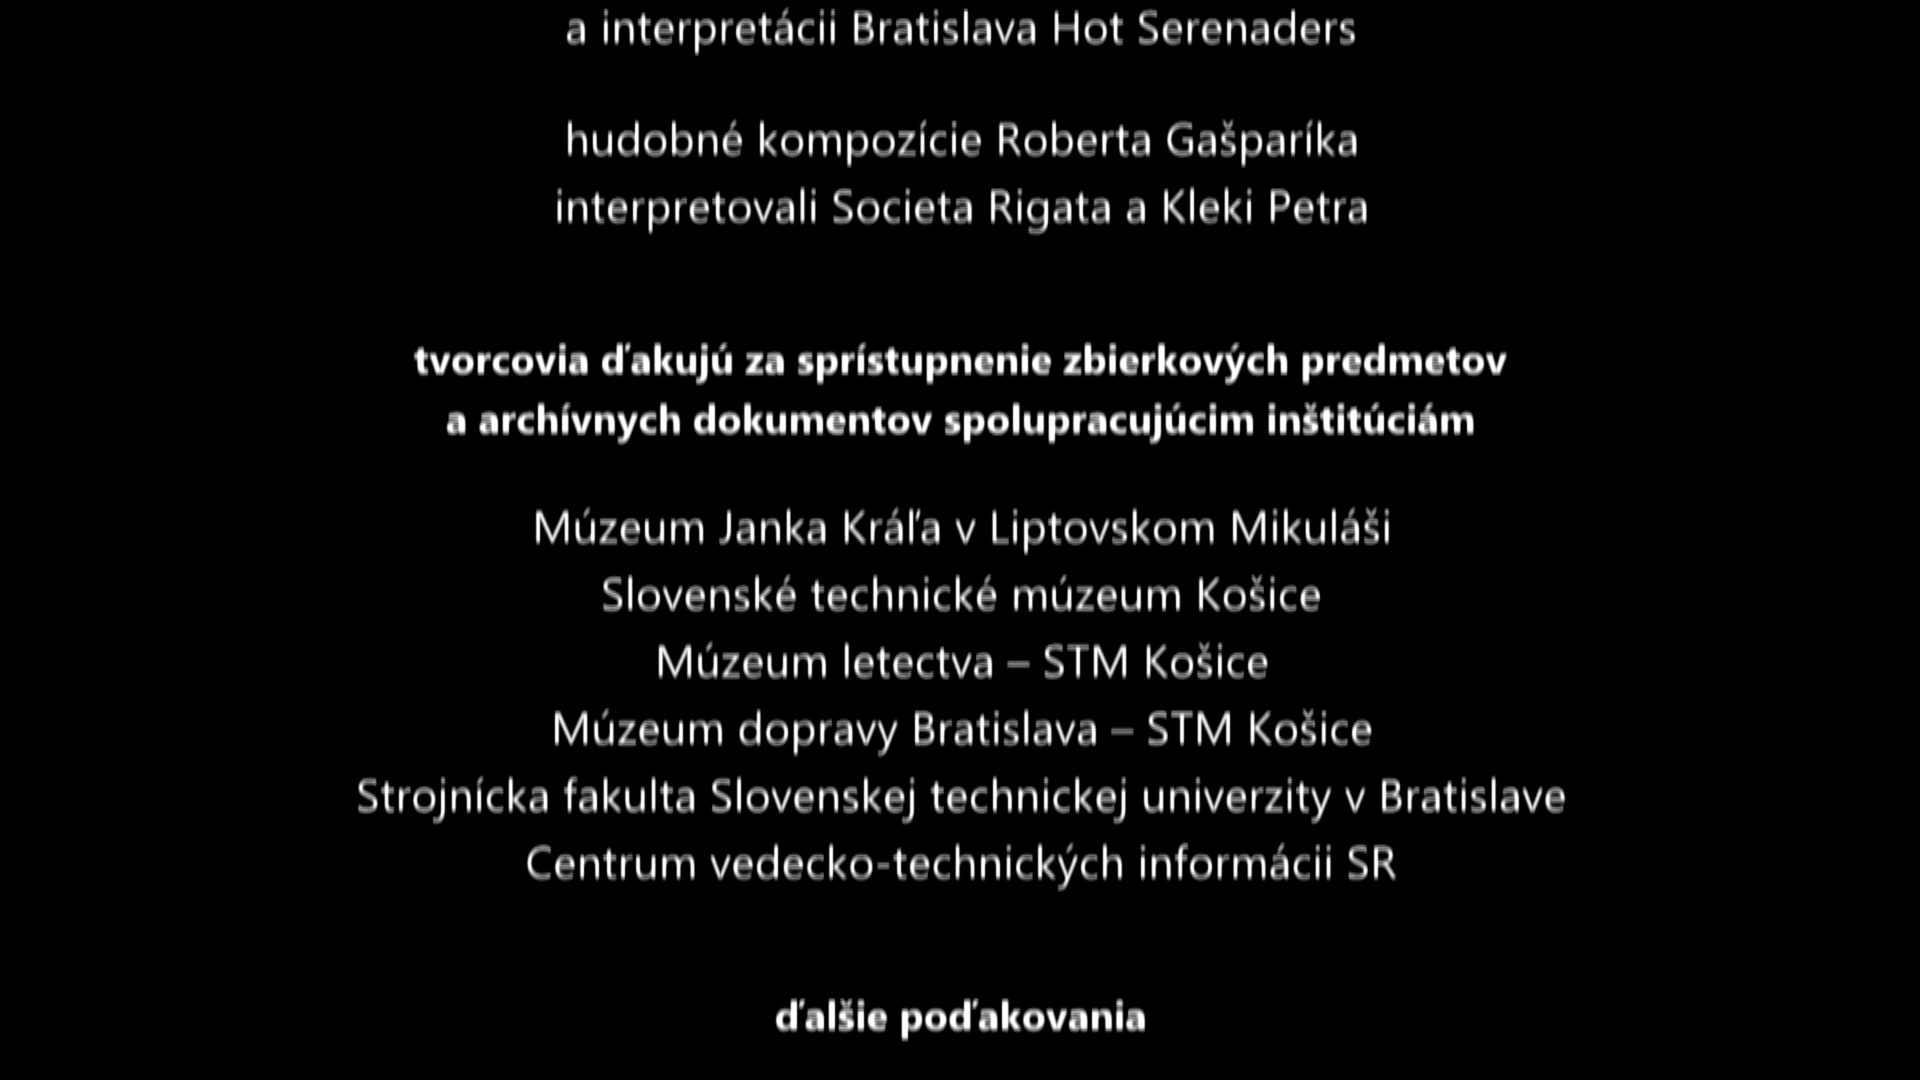 a interpretácii Bratislava Hot Serenaders
hudobné kompozície Roberta Gašparíka
interpretovali Societa Rigata a Kleki Petra
tvorcovia ďakujú za sprístupnenie zbierkových predmetov
a archívnych dokumentov spolupracujúcim inštitúciám
Múzeum Janka Kráľa v Liptovskom Mikuláši
Slovenské technické múzeum Košice
Múzeum letectva – STM Košice
Múzeum dopravy Bratislava – STM Košice
Strojnícka fakulta Slovenskej technickej univerzity v Bratislave
Centrum vedecko-technických informácii SR
ďalšie poďakovania